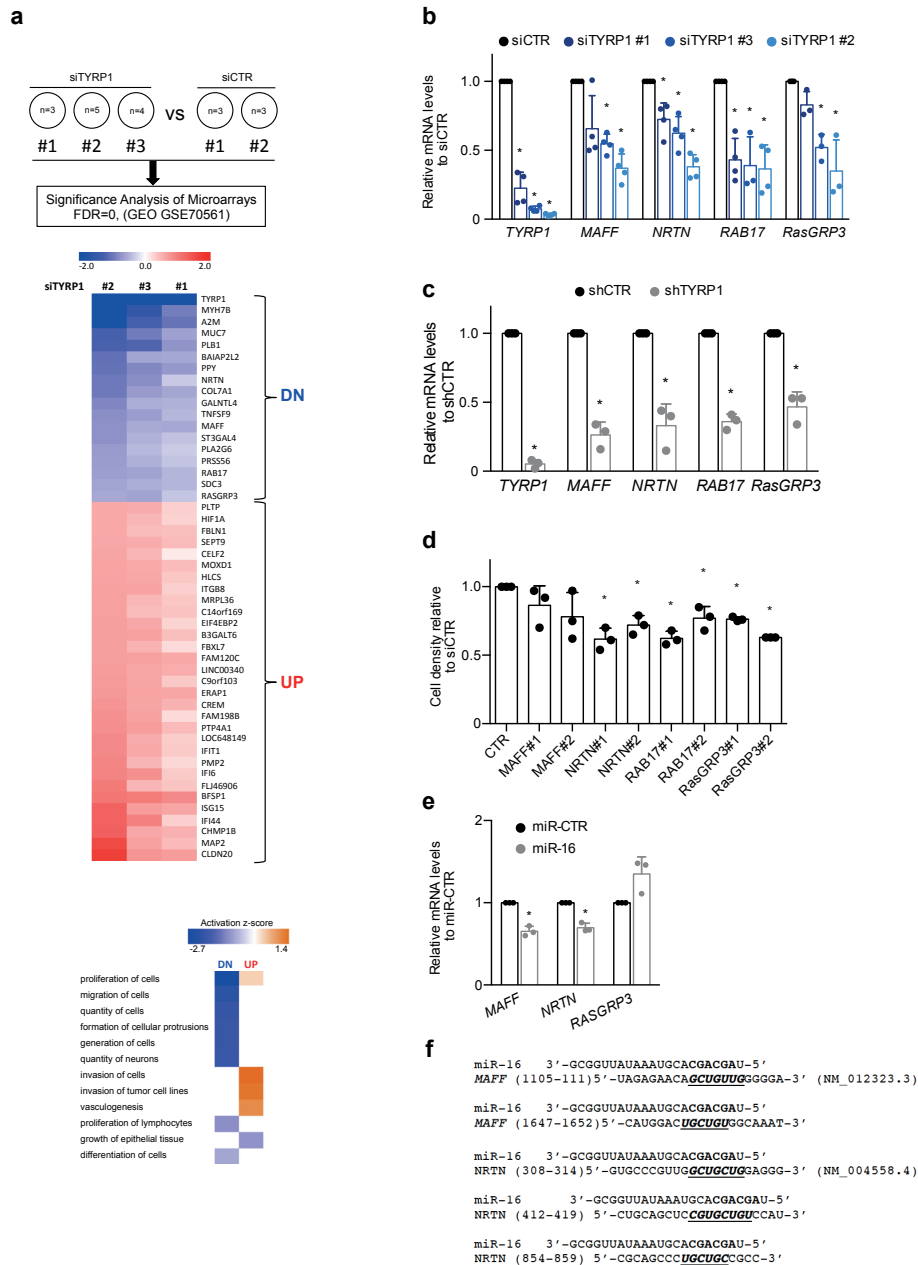 a
siTYRP1
siCTR
n=3
n=5
n=4
vs
n=3
n=3
#1
#2
#3
#1
#2
Significance Analysis of Microarrays
FDR=0, (GEO GSE70561)
-2.0
0.0
2.0
siTYRP1 #2 #3 #1
TYRP1
MYH7B
A2M
MUC7
PLB1
BAIAP2L2
PPY
NRTN
COL7A1
GALNTL4
TNFSF9
MAFF
ST3GAL4
PLA2G6
PRSS56
RAB17
SDC3
RASGRP3
DN
PLTP
HIF1A
FBLN1
SEPT9
CELF2
MOXD1
HLCS
ITGB8
MRPL36
C14orf169
EIF4EBP2
B3GALT6
FBXL7
FAM120C
LINC00340
C9orf103
ERAP1
CREM
FAM198B
PTP4A1
LOC648149
IFIT1
PMP2
IFI6
FLJ46906
BFSP1
ISG15
IFI44
CHMP1B
MAP2
CLDN20
UP
Activation z-score
-2.7
1.4
DN UP
proliferation of cells
migration of cells
quantity of cells
formation of cellular protrusions
generation of cells
quantity of neurons
invasion of cells
invasion of tumor cell lines
vasculogenesis
proliferation of lymphocytes
growth of epithelial tissue
differentiation of cells
b
siCTR siTYRP1 #1 siTYRP1 #3 siTYRP1 #2
Relative mRNA levels
to siCTR
1.0
0.5
0
* * * * * * * * * * * * *
TYRP1 MAFF NRTN RAB17 RasGRP3
c
shCTR shTYRP1
Relative mRNA levels
to shCTR
1.0
0.5
0
* * * * *
TYRP1 MAFF NRTN RAB17 RasGRP3
d
Cell density relative
to siCTR
1.0
0.5
0
* * * * * *
CTR
MAFF#1
MAFF#2
NRTN#1
NRTN#2
RAB17#1
RAB17#2
RasGRP3#1
RasGRP3#2
e
miR-CTR
miR-16
Relative mRNA levels
to miR-CTR
2
1
0
* *
MAFF
NRTN
RASGRP3
f
miR-16 3'-GCGGUUAUAAAUGCACGACGAU-5'
MAFF (1105-111)5'-UAGAGAACAGCUGUUGGGGGA-3' (NM_012323.3)
miR-16 3'-GCGGUUAUAAAUGCACGACGAU-5'
MAFF (1647-1652)5'-CAUGGACUGCUGUGGCAAAT-3'
miR-16 3'-GCGGUUAUAAAUGCACGACGAU-5'
NRTN (308-314)5'-GUGCCCGUUGGCUGCUGGAGGG-3' (NM_004558.4)
miR-16 3'-GCGGUUAUAAAUGCACGACGAU-5'
NRTN (412-419) 5'-CUGCAGCUCCGUGCUGUCCAU-3'
miR-16 3'-GCGGUUAUAAAUGCACGACGAU-5'
NRTN (854-859) 5'-CGCAGCCCUGCUGCCGCC-3'